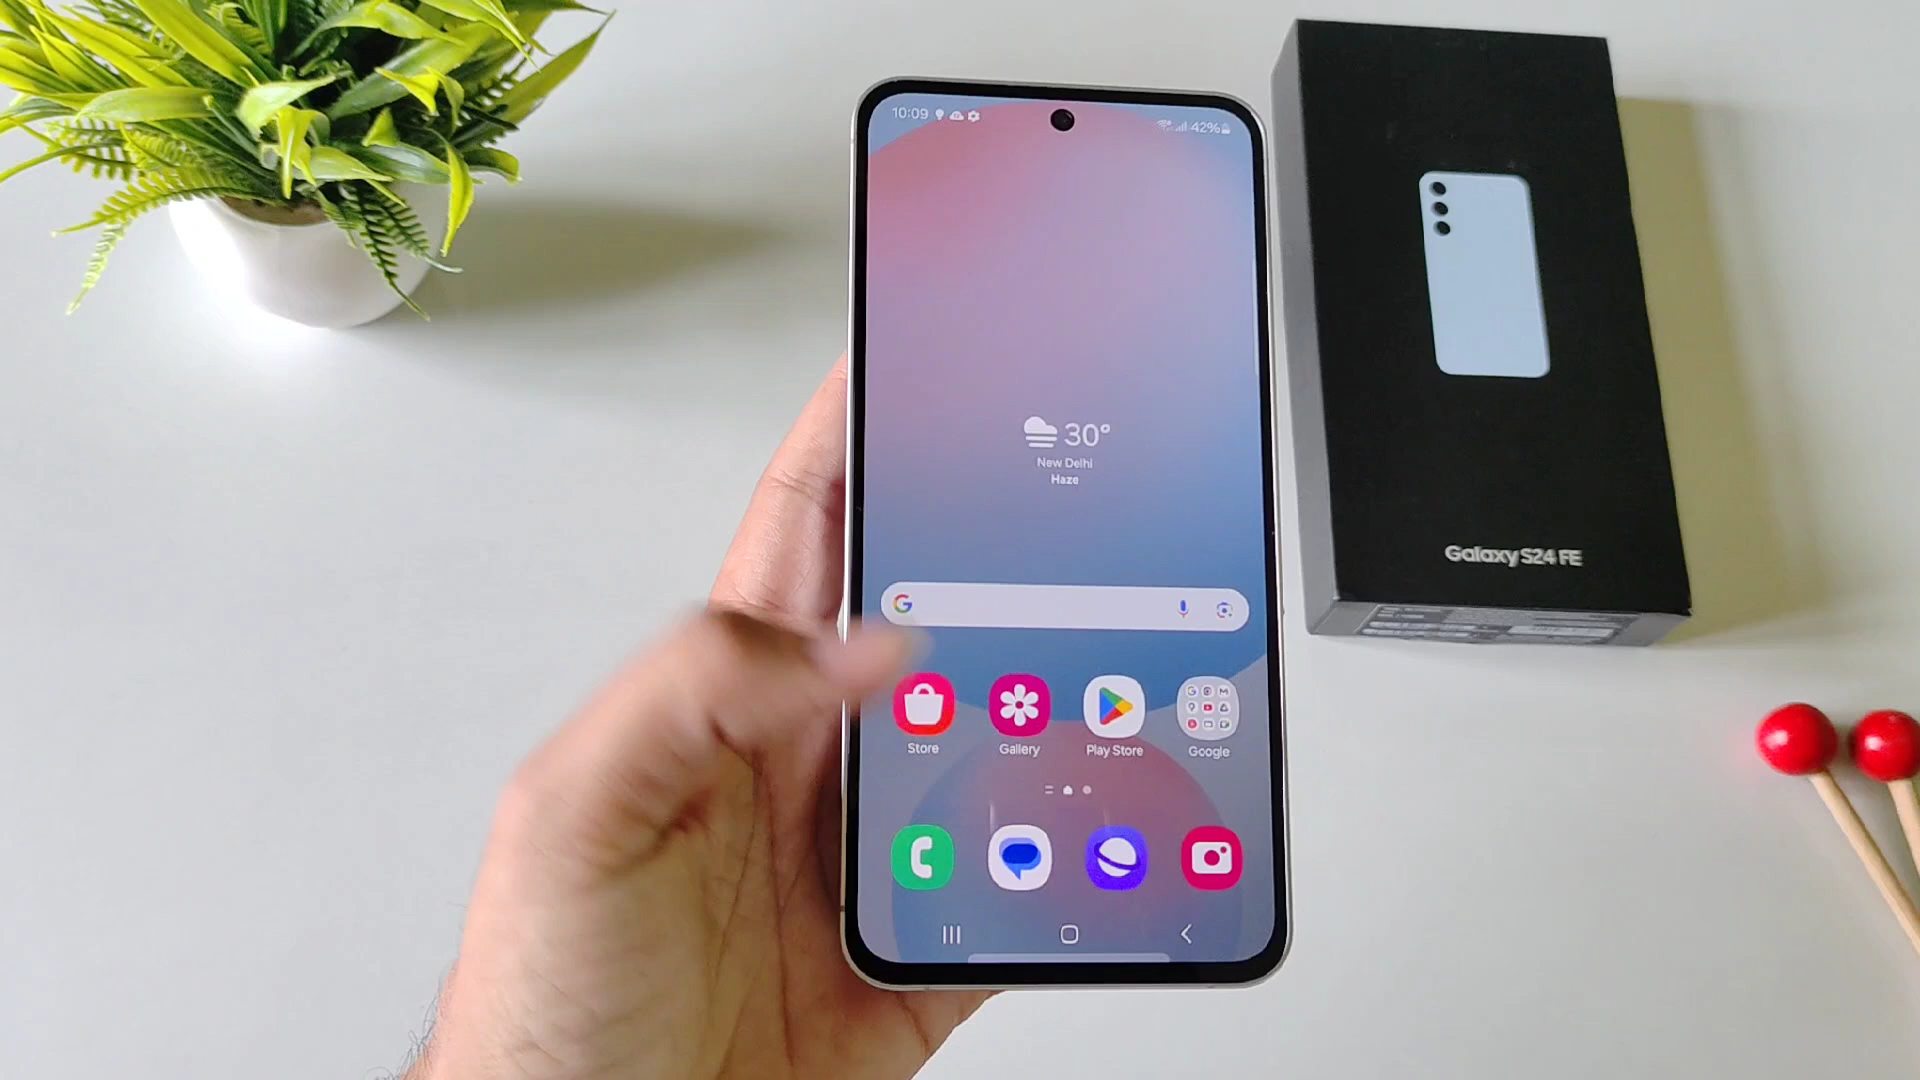 10:09
42%
30°
New Delhi
Haze
Store
Gallery
Play Store
Google
Galaxy S24 FE